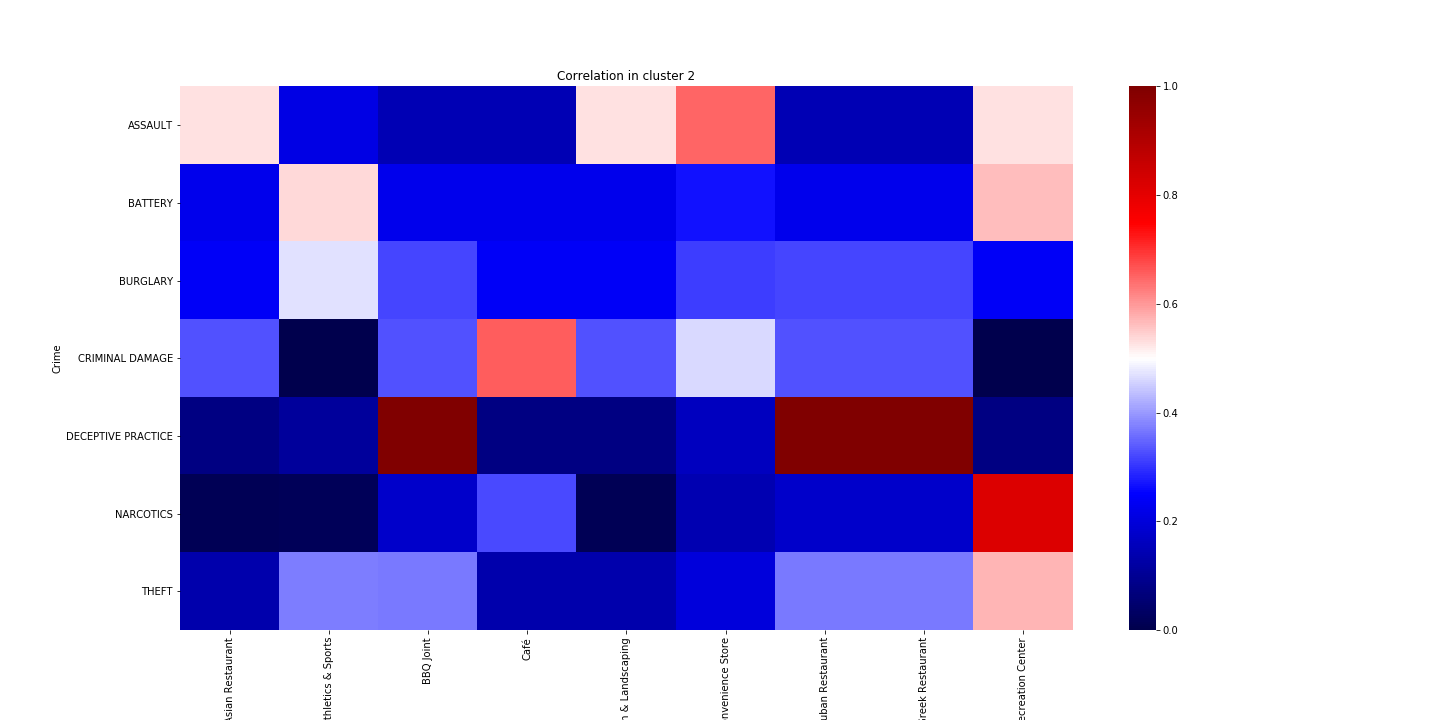 Correlation in cluster 2
Crime
ASSAULT
BATTERY
BURGLARY
CRIMINAL DAMAGE
DECEPTIVE PRACTICE
NARCOTICS
THEFT
Asian Restaurant
thletics & Sports
BBQ Joint
Café
n & Landscaping
nvenience Store
uban Restaurant
Greek Restaurant
ecreation Center
1.0
0.8
0.6
0.4
0.2
0.0